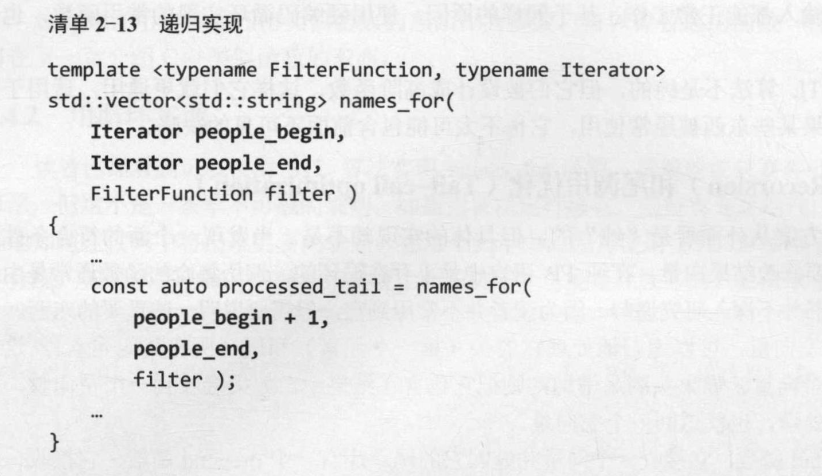 清单 2-13 递归实现
template <typename FilterFunction, typename Iterator>
std::vector<std::string> names_for(
    Iterator people_begin,
    Iterator people_end,
    FilterFunction filter )
{
    …
    const auto processed_tail = names_for(
        people_begin + 1,
        people_end,
        filter );
    …
}